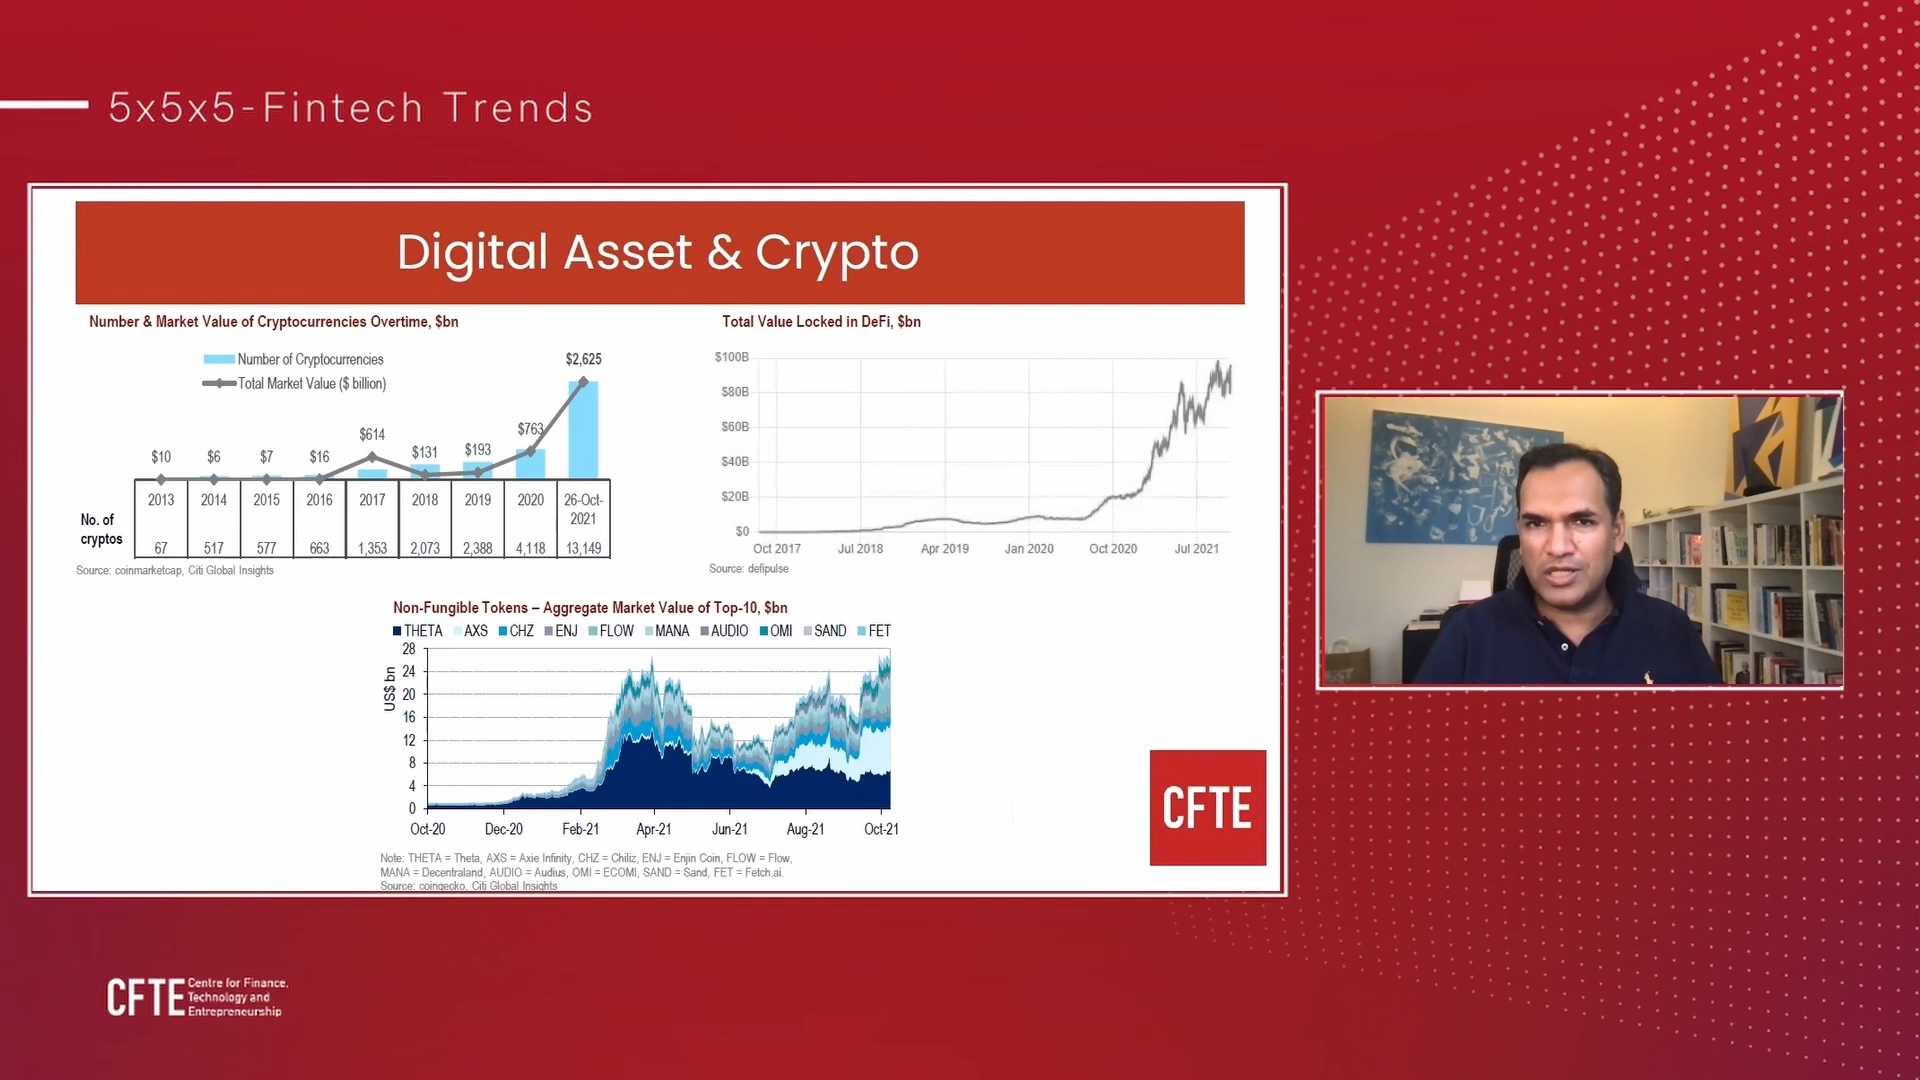 5x5x5-Fintech Trends
Digital Asset & Crypto
Number & Market Value of Cryptocurrencies Overtime, $bn
Number of Cryptocurrencies
Total Market Value ($ billion)
$10 $6 $7 $16 $614 $131 $193 $763 $2,625
2013 2014 2015 2016 2017 2018 2019 2020 26-Oct-
2021
No. of
cryptos
67 517 577 663 1,353 2,073 2,388 4,118 13,149
Source: coinmarketcap, Citi Global Insights
Total Value Locked in DeFi, $bn
$100B
$80B
$60B
$40B
$20B
$0
Oct 2017 Jul 2018 Apr 2019 Jan 2020 Oct 2020 Jul 2021
Source: defipulse
Non-Fungible Tokens – Aggregate Market Value of Top-10, $bn
THETA AXS CHZ ENJ FLOW MANA AUDIO OMI SAND FET
US$ bn
28
24
20
16
12
8
4
0
Oct-20 Dec-20 Feb-21 Apr-21 Jun-21 Aug-21 Oct-21
Note: THETA = Theta, AXS = Axie Infinity, CHZ = Chiliz, ENJ = Enjin Coin, FLOW = Flow,
MANA = Decentraland, AUDIO = Audius, OMI = ECOMI, SAND = Sand, FET = Fetch.ai.
Source: coingecko, Citi Global Insights
CFTE
CFTE
Centre for Finance,
Technology and
Entrepreneurship